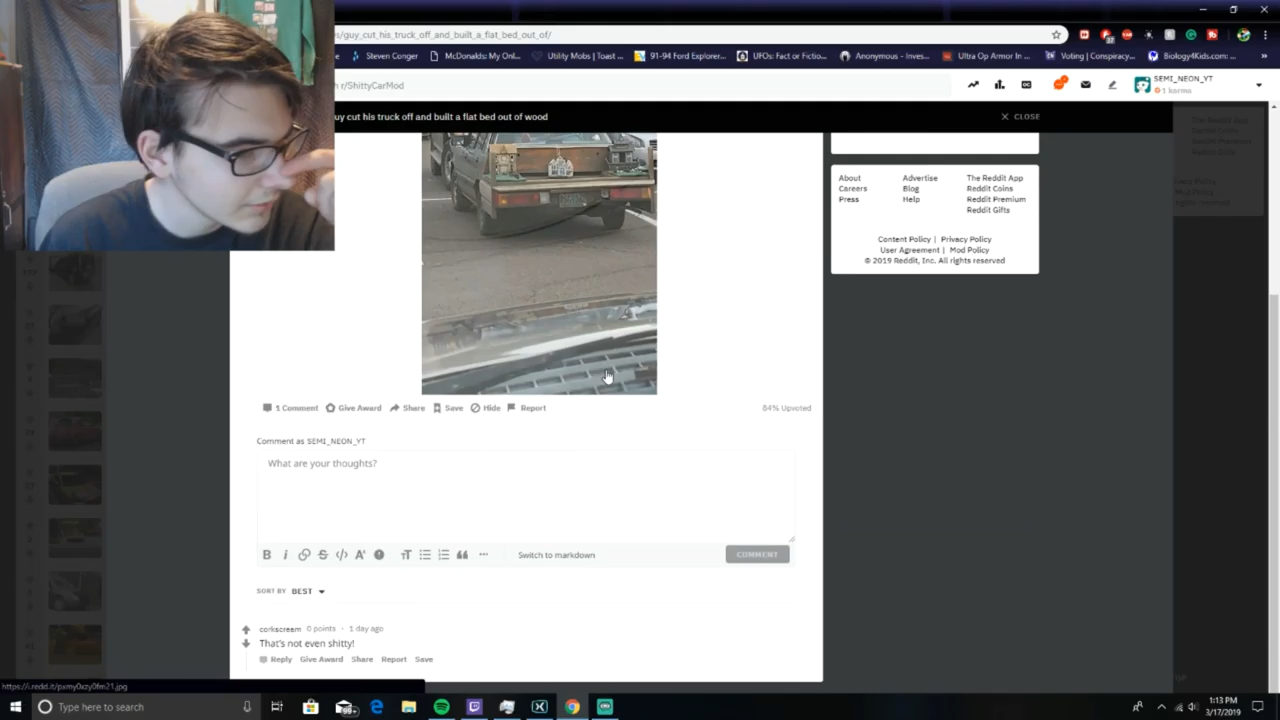 s/guy_cut_his_truck_off_and_built_a_flat_bed_out_of/
Steven Conger
McDonalds: My Onl...
Utility Mobs | Toast ...
91-94 Ford Explorer...
UFOs: Fact or Fictio...
Anonymous - Inves...
Ultra Op Armor In ...
Voting | Conspiracy...
Biology4Kids.com: ...
r/ShittyCarMod
SEMI_NEON_YT
1 karma
uy cut his truck off and built a flat bed out of wood
CLOSE
About
Advertise
The Reddit App
Careers
Blog
Reddit Coins
Press
Help
Reddit Premium
Reddit Gifts
Content Policy | Privacy Policy
User Agreement | Mod Policy
© 2019 Reddit, Inc. All rights reserved
1 Comment
Give Award
Share
Save
Hide
Report
84% Upvoted
Comment as SEMI_NEON_YT
What are your thoughts?
Switch to markdown
COMMENT
SORT BY BEST
corkscream 0 points · 1 day ago
That's not even shitty!
Reply Give Award Share Report Save
Type here to search
99+
1:13 PM
3/17/2019